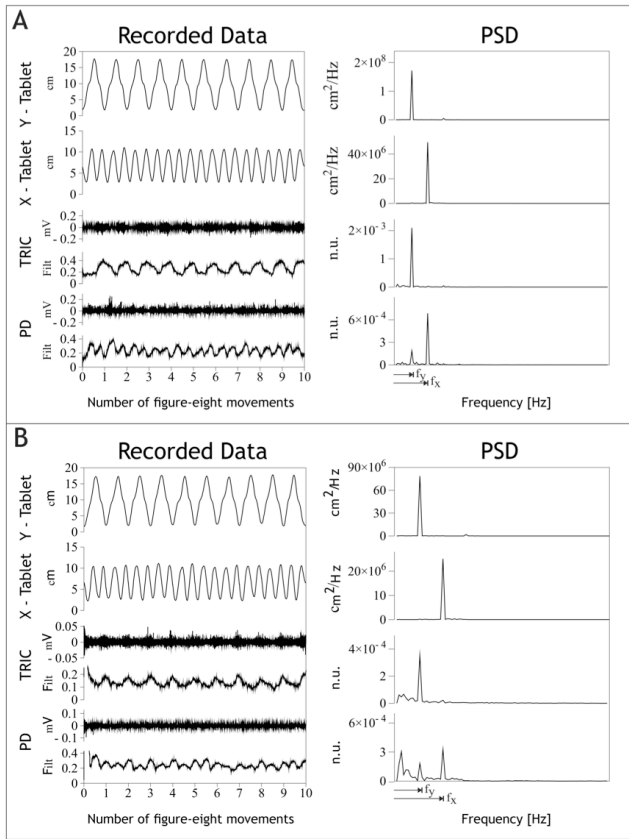 A
Recorded Data
PSD
Y - Tablet
cm
20
15
10
5
0
X - Tablet
cm
15
10
5
0
TRIC
mV
0.2
0
- 0.2
Filt
0.4
0.2
0
PD
mV
0.2
0
- 0.2
Filt
0.4
0.2
0
0 1 2 3 4 5 6 7 8 9 10
Number of figure-eight movements
cm²/Hz
2×10⁸
1
0
cm²/Hz
40×10⁶
20
0
n.u.
2×10⁻³
1
0
n.u.
6×10⁻⁴
3
0
fy
fx
Frequency [Hz]
B
Recorded Data
PSD
Y - Tablet
cm
20
15
10
5
0
X - Tablet
cm
15
10
5
0
TRIC
mV
0.05
0
- 0.05
Filt
0.2
0.1
0
PD
mV
0.1
0
- 0.1
Filt
0.4
0.2
0
0 1 2 3 4 5 6 7 8 9 10
Number of figure-eight movements
cm²/Hz
90×10⁶
60
30
0
cm²/Hz
20×10⁶
10
0
n.u.
4×10⁻⁴
2
0
n.u.
6×10⁻⁴
3
0
fy
fx
Frequency [Hz]